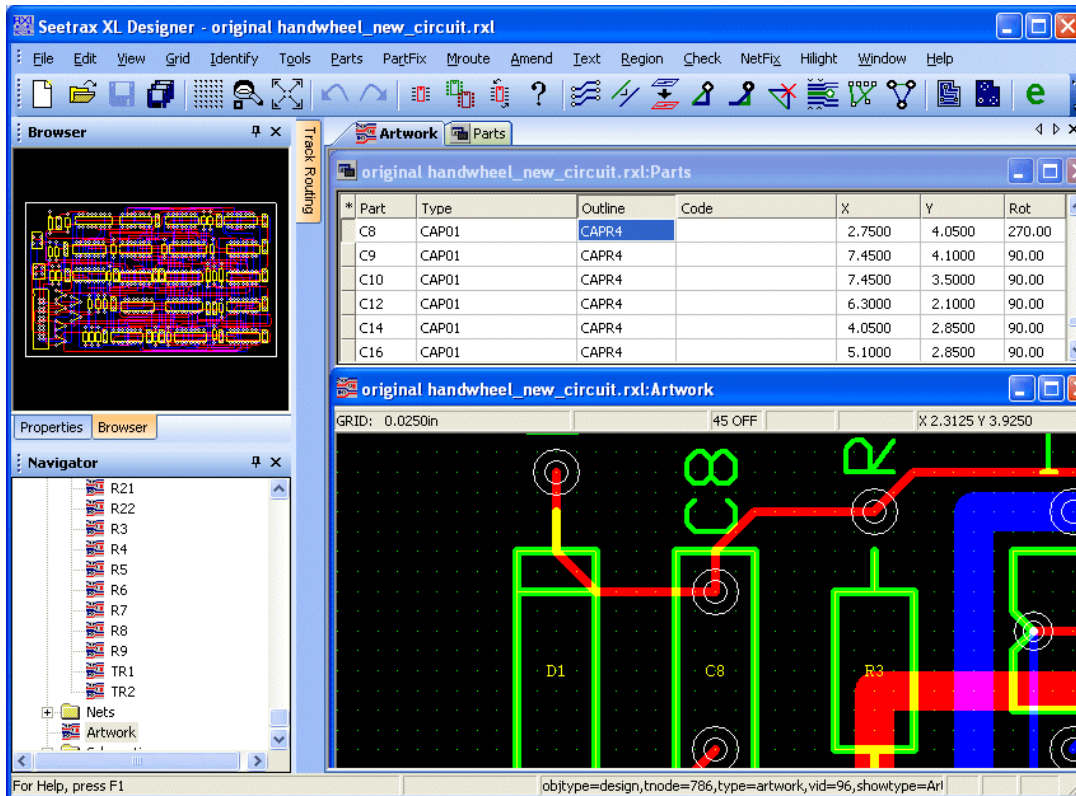 Seetrax XL Designer - original handwheel_new_circuit.rxl
File Edit View Grid Identify Tools Parts PartFix Mroute Amend Text Region Check NetFix Hilight Window Help
Browser
Track Routing
Artwork Parts
original handwheel_new_circuit.rxl:Parts
* Part Type Outline Code X Y Rot
C8 CAP01 CAPR4 2.7500 4.0500 270.00
C9 CAP01 CAPR4 7.4500 4.1000 90.00
C10 CAP01 CAPR4 7.4500 3.5000 90.00
C12 CAP01 CAPR4 6.3000 2.1000 90.00
C14 CAP01 CAPR4 4.0500 2.8500 90.00
C16 CAP01 CAPR4 5.1000 2.8500 90.00
original handwheel_new_circuit.rxl:Artwork
GRID: 0.0250in 45 OFF X 2.3125 Y 3.9250
C8 R
D1 C8 R3
Properties Browser
Navigator
R21
R22
R3
R4
R5
R6
R7
R8
R9
TR1
TR2
Nets
Artwork
For Help, press F1
objtype=design,tnode=786,type=artwork,vid=96,showtype=Art